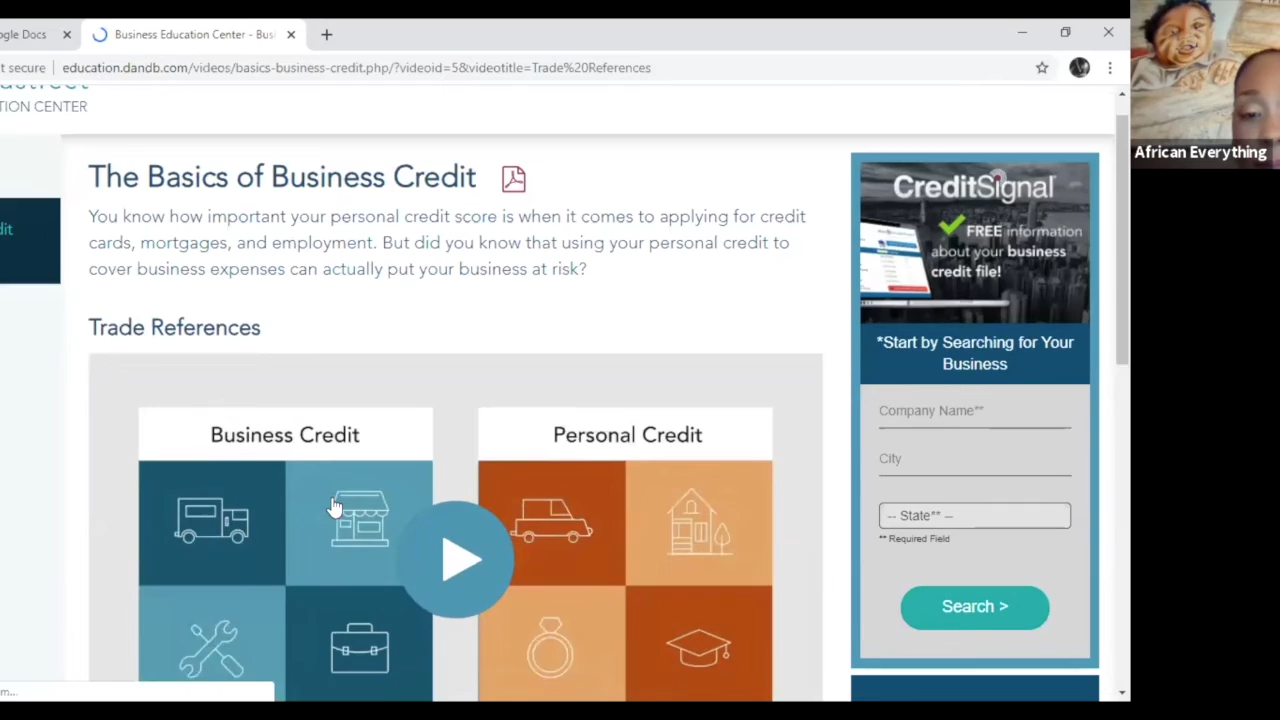 ogle Docs
Business Education Center - Busi
t secure
education.dandb.com/videos/basics-business-credit.php/?videoid=5&videotitle=Trade%20References
TION CENTER
dit
The Basics of Business Credit
You know how important your personal credit score is when it comes to applying for credit
cards, mortgages, and employment. But did you know that using your personal credit to
cover business expenses can actually put your business at risk?
Trade References
Business Credit
Personal Credit
CreditSignal
FREE information
about your business
credit file!
*Start by Searching for Your
Business
Company Name**
City
-- State** --
** Required Field
Search >
m...
African Everything